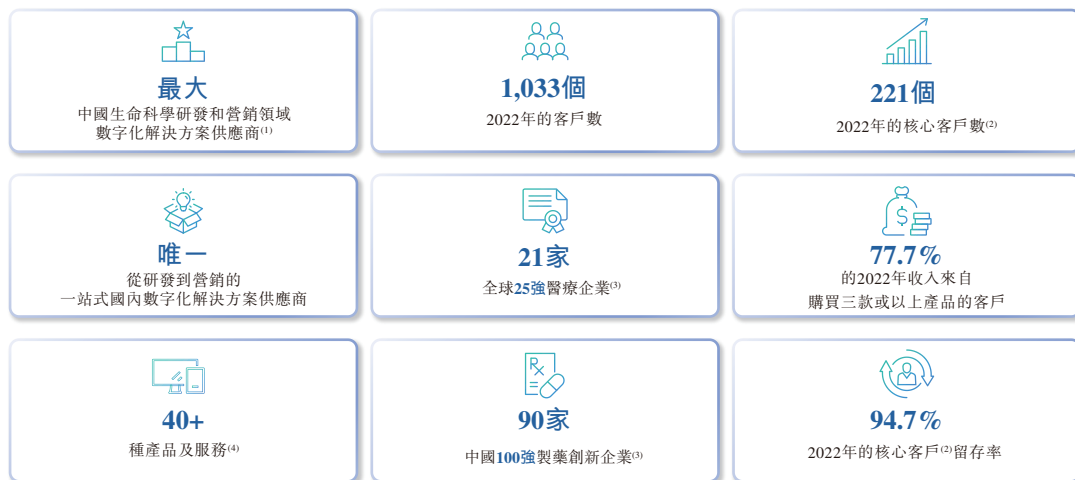 最大
中國生命科學研發和營銷領域
數字化解決方案供應商(1)
1,033個
2022年的客戶數
221個
2022年的核心客戶數(2)
唯一
從研發到營銷的
一站式國內數字化解決方案供應商
21家
全球25強醫療企業(3)
$
77.7%
的2022年收入來自
購買三款或以上產品的客戶
40+
種產品及服務(4)
Rx
90家
中國100強製藥創新企業(3)
94.7%
2022年的核心客戶(2)留存率